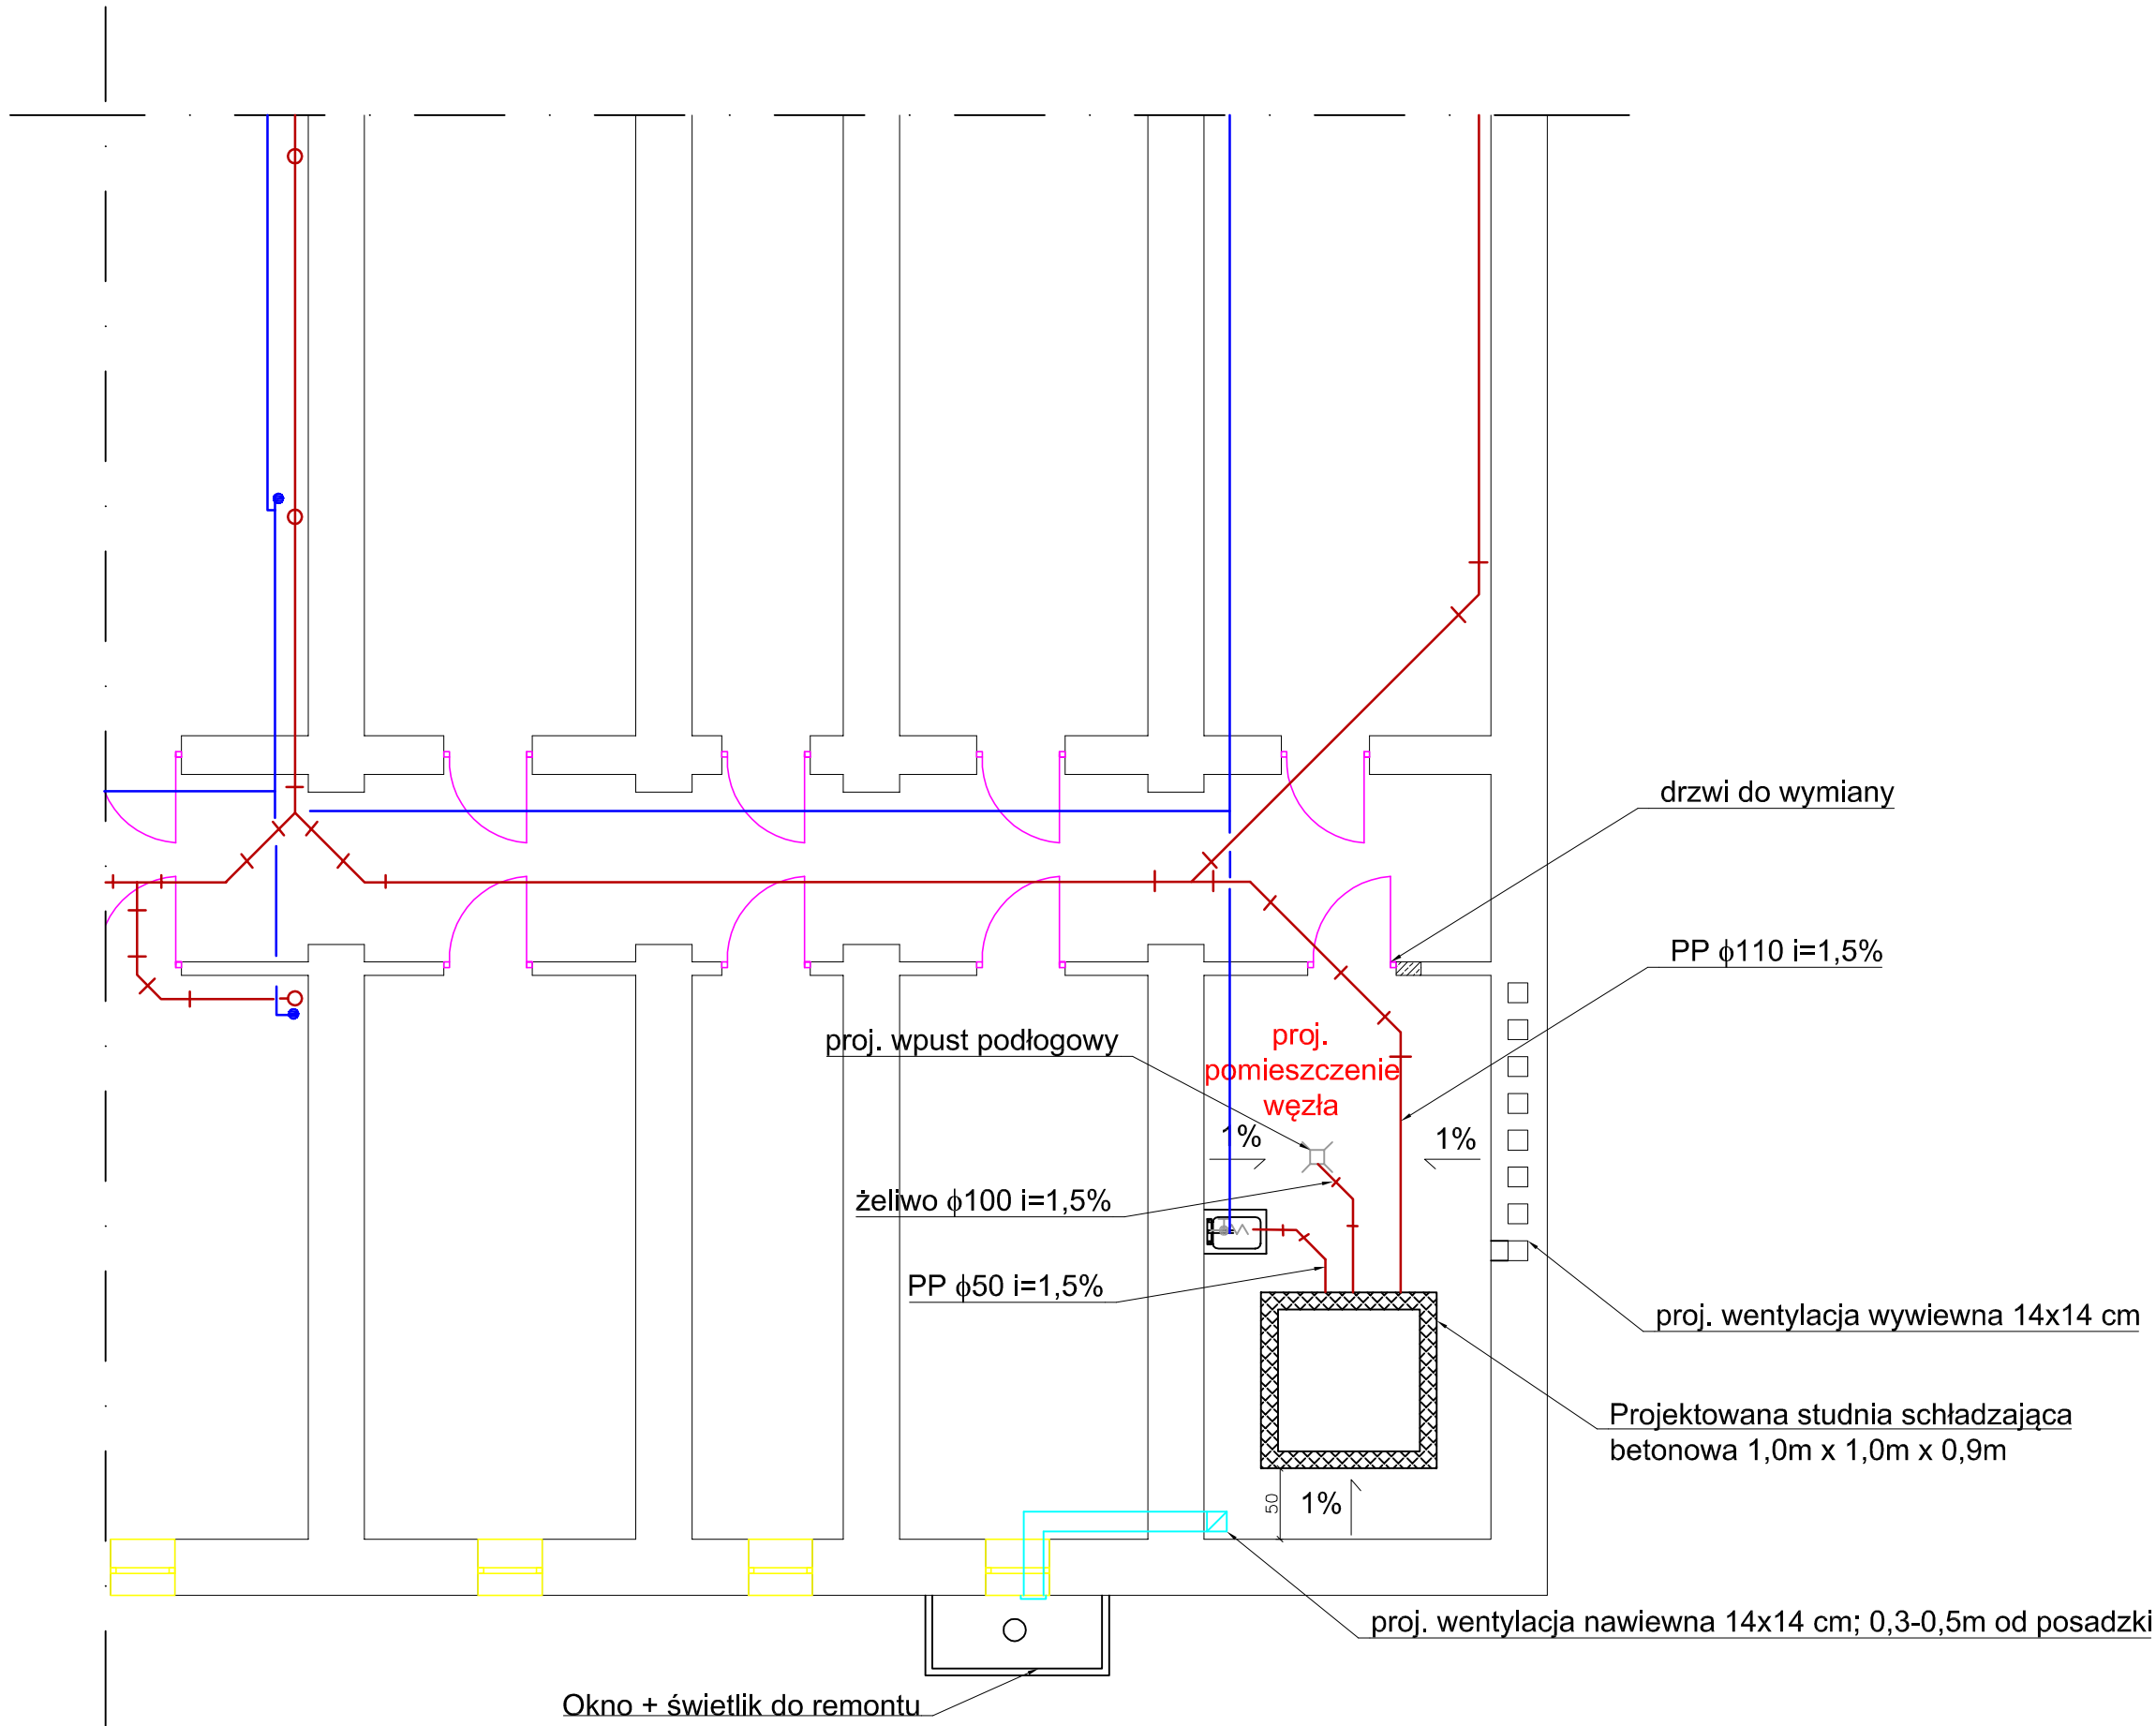 drzwi do wymiany
PP ϕ110 i=1,5%
proj. wpust podłogowy
proj.
pomieszczenie
węzła
1%
1%
żeliwo ϕ100 i=1,5%
PP ϕ50 i=1,5%
proj. wentylacja wywiewna 14x14 cm
Projektowana studnia schładzająca
betonowa 1,0m x 1,0m x 0,9m
50
1%
proj. wentylacja nawiewna 14x14 cm; 0,3-0,5m od posadzki
Okno + świetlik do remontu